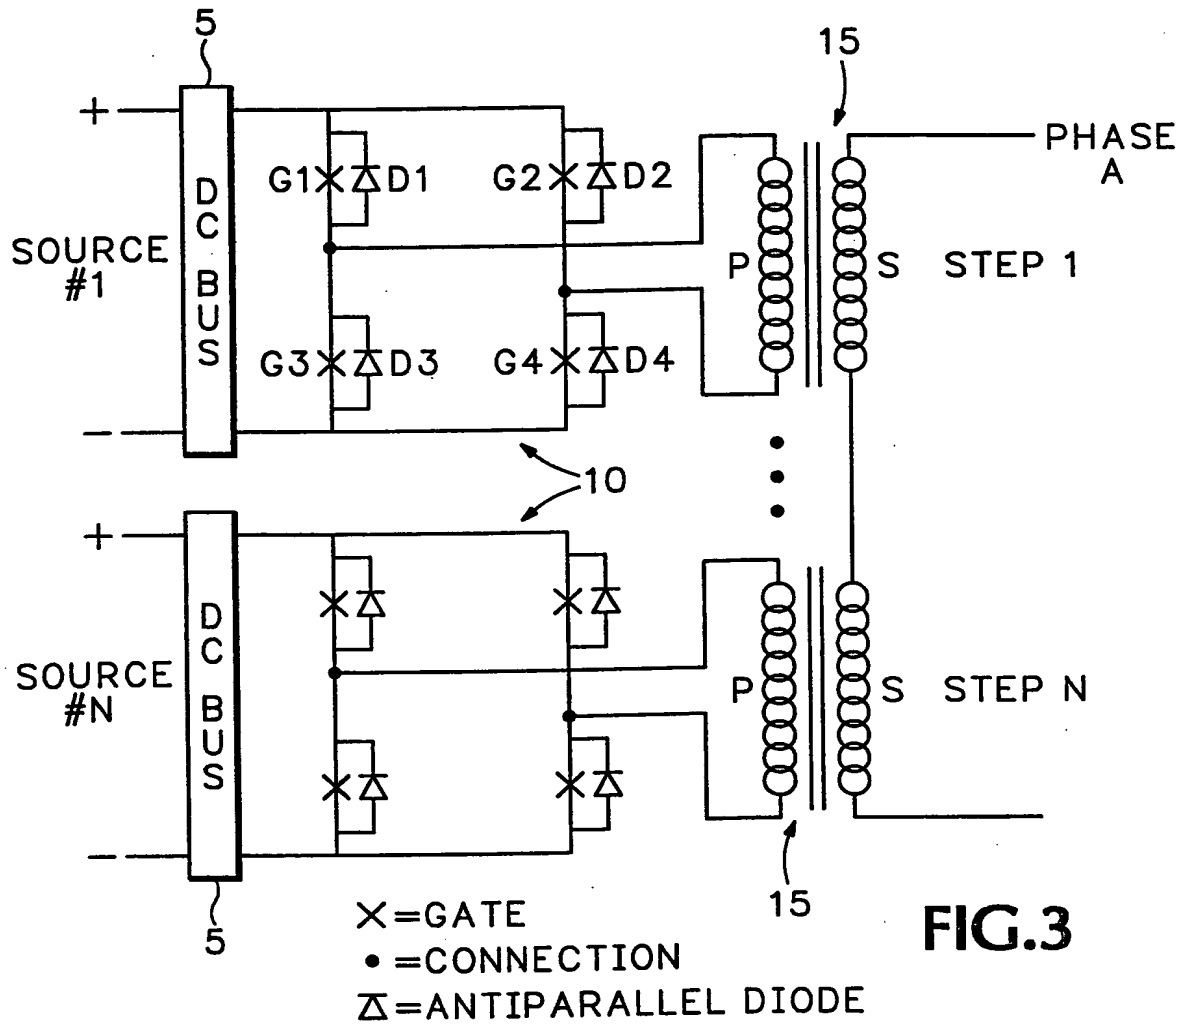 5
15
+
PHASE
A
DC BUS
G1 D1
G2 D2
SOURCE
#1
P
S
STEP 1
G3 D3
G4 D4
−
10
+
DC BUS
SOURCE
#N
P
S
STEP N
−
5
15
X=GATE
•=CONNECTION
△=ANTIPARALLEL DIODE
FIG.3